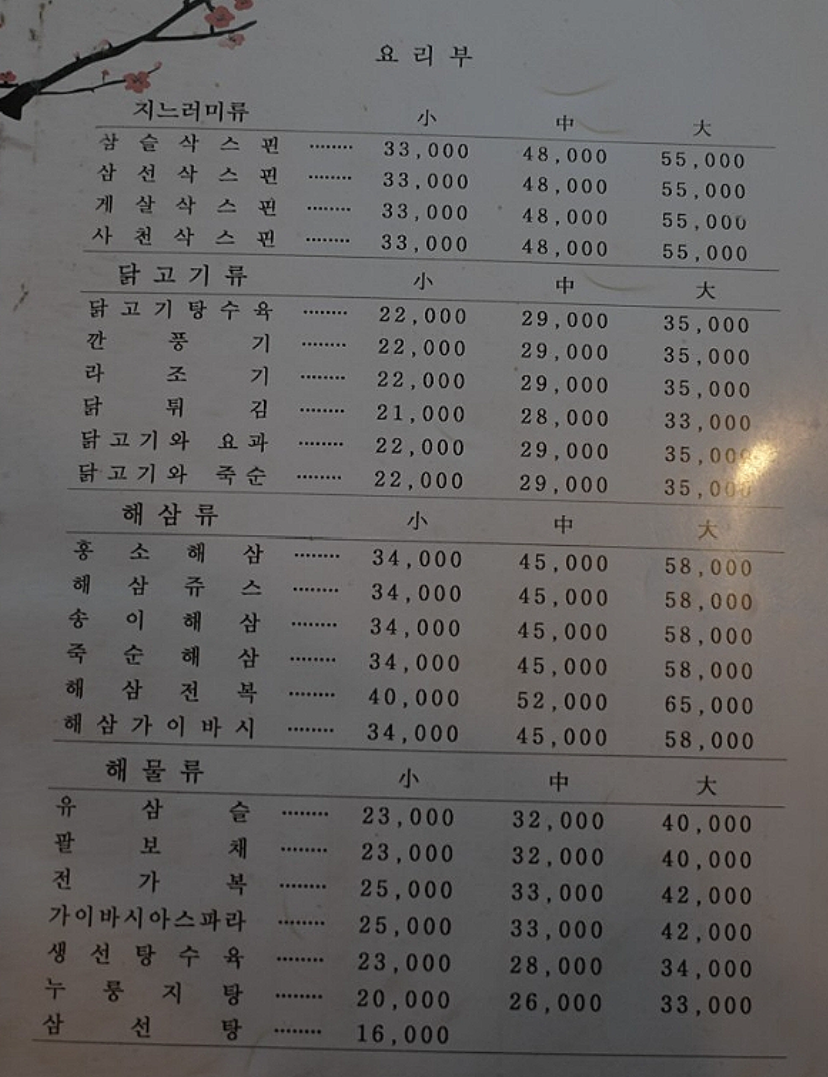 요리부
지느러미류 小 中 大
삼슬삭스핀 ········ 33,000 48,000 55,000
삼선삭스핀 ········ 33,000 48,000 55,000
게살삭스핀 ········ 33,000 48,000 55,000
사천삭스핀 ········ 33,000 48,000 55,000
닭고기류 小 中 大
닭고기탕수육 ········ 22,000 29,000 35,000
깐풍기 ········ 22,000 29,000 35,000
라조기 ········ 22,000 29,000 35,000
닭튀김 ········ 21,000 28,000 33,000
닭고기와 요과 ········ 22,000 29,000 35,000
닭고기와 죽순 ········ 22,000 29,000 35,000
해삼류 小 中 大
홍소해삼 ········ 34,000 45,000 58,000
해삼쥬스 ········ 34,000 45,000 58,000
송이해삼 ········ 34,000 45,000 58,000
죽순해삼 ········ 34,000 45,000 58,000
해삼전복 ········ 40,000 52,000 65,000
해삼가이바시 ········ 34,000 45,000 58,000
해물류 小 中 大
유삼슬 ········ 23,000 32,000 40,000
팔보채 ········ 23,000 32,000 40,000
전가복 ········ 25,000 33,000 42,000
가이바시아스파라 ········ 25,000 33,000 42,000
생선탕수육 ········ 23,000 28,000 34,000
누룽지탕 ········ 20,000 26,000 33,000
삼선탕 ········ 16,000